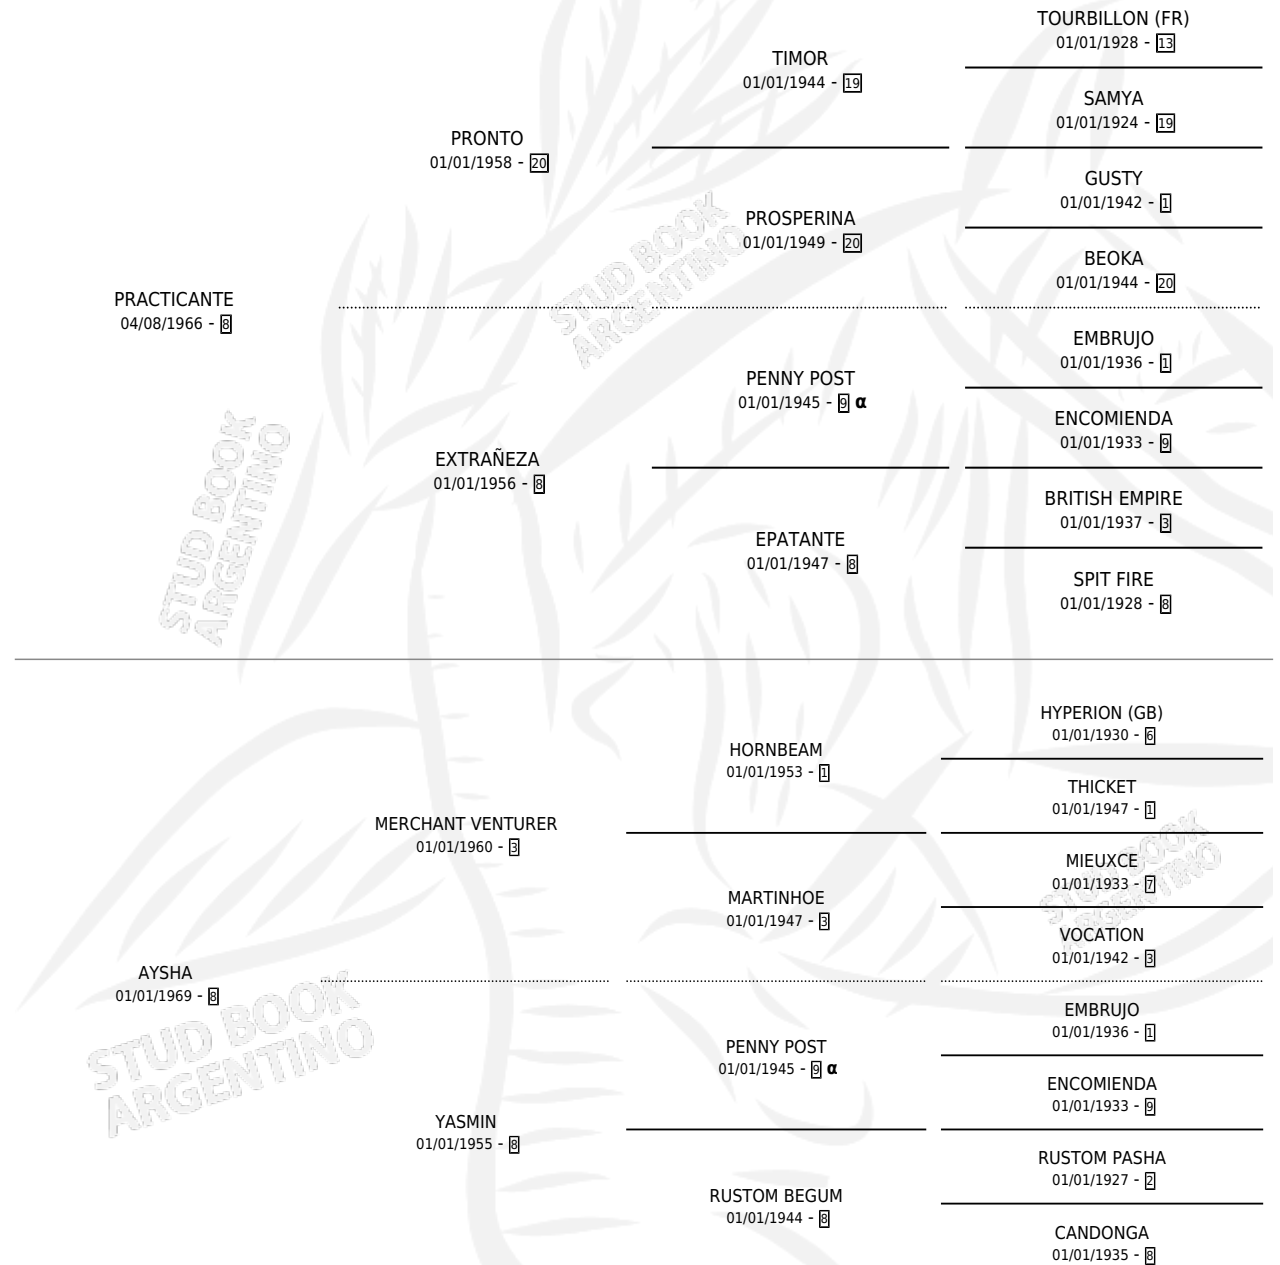 TOURBILLON (FR)
01/01/1928 - 13
TIMOR
01/01/1944 - 19
SAMYA
01/01/1924 - 19
PRONTO
01/01/1958 - 20
GUSTY
01/01/1942 - 1
PROSPERINA
01/01/1949 - 20
BEOKA
01/01/1944 - 20
PRACTICANTE
04/08/1966 - 8
EMBRUJO
01/01/1936 - 1
PENNY POST
01/01/1945 - 9 α
ENCOMIENDA
01/01/1933 - 9
EXTRAÑEZA
01/01/1956 - 8
BRITISH EMPIRE
01/01/1937 - 3
EPATANTE
01/01/1947 - 8
SPIT FIRE
01/01/1928 - 8
HYPERION (GB)
01/01/1930 - 6
HORNBEAM
01/01/1953 - 1
THICKET
01/01/1947 - 1
MERCHANT VENTURER
01/01/1960 - 3
MIEUXCE
01/01/1933 - 7
MARTINHOE
01/01/1947 - 3
VOCATION
01/01/1942 - 3
AYSHA
01/01/1969 - 8
EMBRUJO
01/01/1936 - 1
PENNY POST
01/01/1945 - 9 α
ENCOMIENDA
01/01/1933 - 9
YASMIN
01/01/1955 - 8
RUSTOM PASHA
01/01/1927 - 2
RUSTOM BEGUM
01/01/1944 - 8
CANDONGA
01/01/1935 - 8
STUD BOOK
ARGENTINO
STUD BOOK
ARGENTINO
STUD BOOK
ARGENTINO
STUD BOOK
ARGENTINO